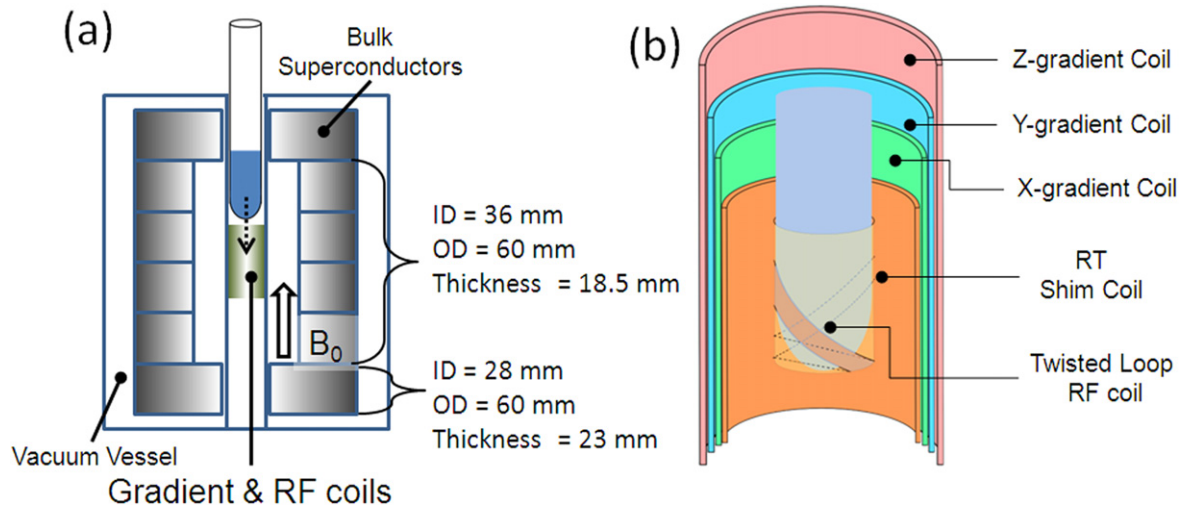 (a)
Bulk
Superconductors
ID = 36 mm
OD = 60 mm
Thickness = 18.5 mm
B0
ID = 28 mm
OD = 60 mm
Thickness = 23 mm
Vacuum Vessel
Gradient & RF coils
(b)
Z-gradient Coil
Y-gradient Coil
X-gradient Coil
RT
Shim Coil
Twisted Loop
RF coil